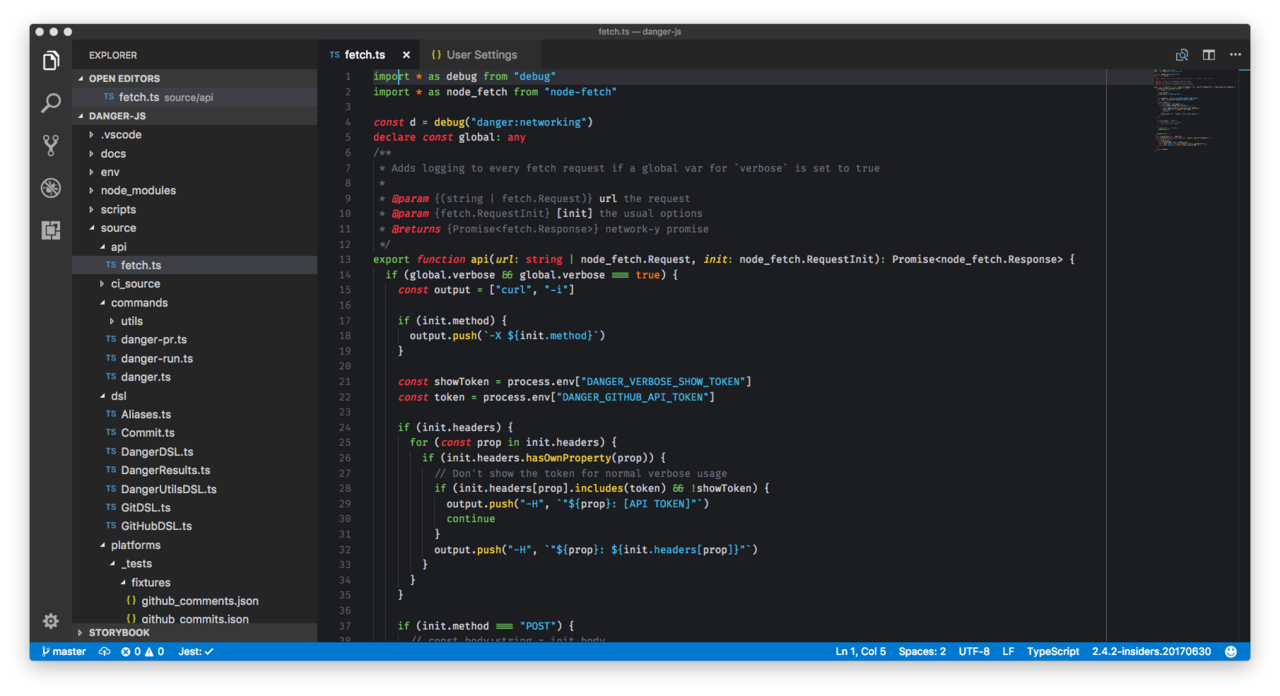 fetch.ts — danger-js
EXPLORER
OPEN EDITORS
TS fetch.ts source/api
DANGER-JS
.vscode
docs
env
node_modules
scripts
source
api
TS fetch.ts
ci_source
commands
utils
TS danger-pr.ts
TS danger-run.ts
TS danger.ts
dsl
TS Aliases.ts
TS Commit.ts
TS DangerDSL.ts
TS DangerResults.ts
TS DangerUtilsDSL.ts
TS GitDSL.ts
TS GitHubDSL.ts
platforms
_tests
fixtures
{} github_comments.json
{} github_commits.json
STORYBOOK
TS fetch.ts × {} User Settings
1 import * as debug from "debug"
2 import * as node_fetch from "node-fetch"
3
4 const d = debug("danger:networking")
5 declare const global: any
6 /**
7 * Adds logging to every fetch request if a global var for `verbose` is set to true
8 *
9 * @param {(string | fetch.Request)} url the request
10 * @param {fetch.RequestInit} [init] the usual options
11 * @returns {Promise<fetch.Response>} network-y promise
12 */
13 export function api(url: string | node_fetch.Request, init: node_fetch.RequestInit): Promise<node_fetch.Response> {
14 if (global.verbose && global.verbose === true) {
15 const output = ["curl", "-i"]
16
17 if (init.method) {
18 output.push(`-X ${init.method}`)
19 }
20
21 const showToken = process.env["DANGER_VERBOSE_SHOW_TOKEN"]
22 const token = process.env["DANGER_GITHUB_API_TOKEN"]
23
24 if (init.headers) {
25 for (const prop in init.headers) {
26 if (init.headers.hasOwnProperty(prop)) {
27 // Don't show the token for normal verbose usage
28 if (init.headers[prop].includes(token) && !showToken) {
29 output.push("-H", `"${prop}: [API TOKEN]"`)
30 continue
31 }
32 output.push("-H", `"${prop}: ${init.headers[prop]}"`)
33 }
34 }
35 }
36
37 if (init.method === "POST") {
38 // const body:string = init.body
master 0 0 Jest: ✓
Ln 1, Col 5 Spaces: 2 UTF-8 LF TypeScript 2.4.2-insiders.20170630